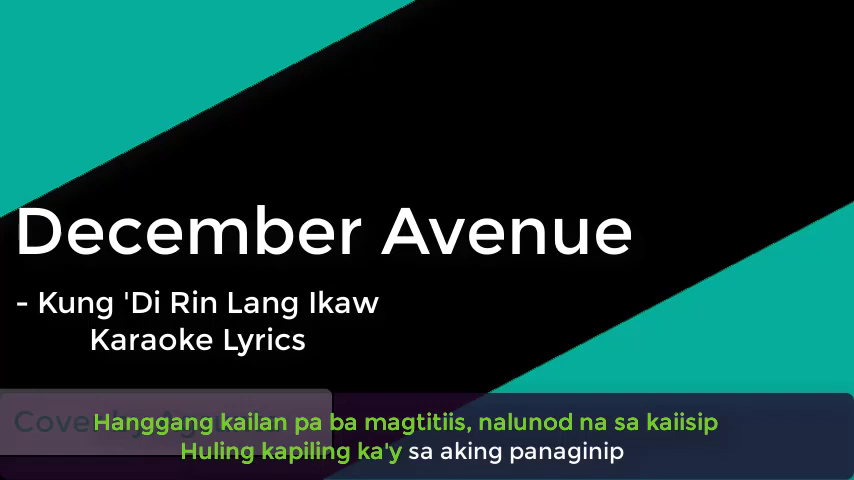 December Avenue
- Kung 'Di Rin Lang Ikaw
Karaoke Lyrics
Cove
Hanggang kailan pa ba magtitiis, nalunod na sa kaiisip
Huling kapiling ka'y sa aking panaginip